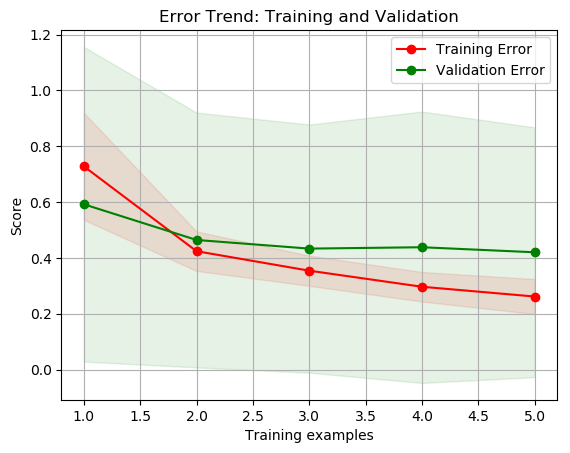 Error Trend: Training and Validation
1.2
1.0
0.8
0.6
0.4
0.2
0.0
Score
Training Error
Validation Error
1.0 1.5 2.0 2.5 3.0 3.5 4.0 4.5 5.0
Training examples